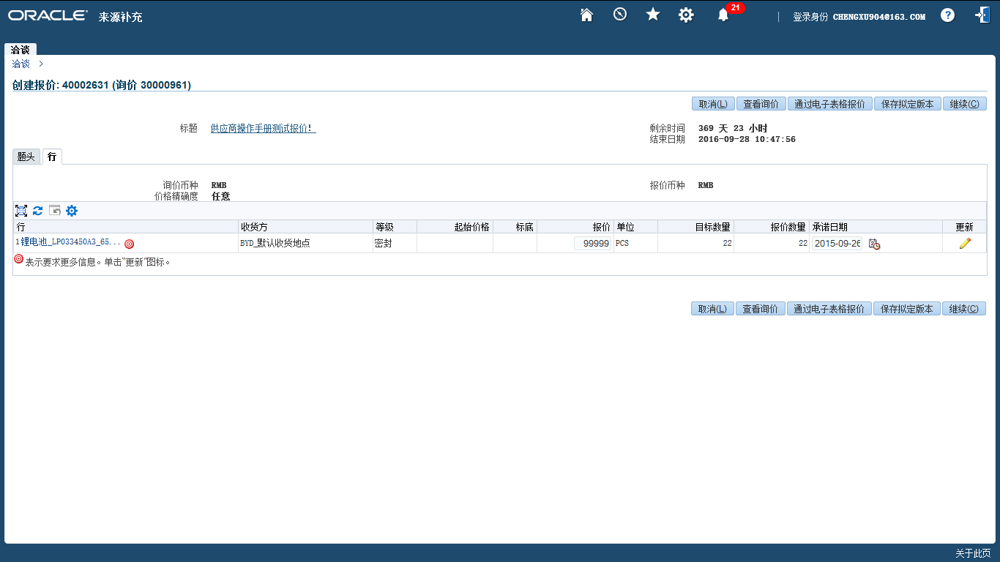 ORACLE® 来源补充 21 登录身份 CHENGXU904@163.COM ?
洽谈
洽谈 >
创建报价: 40002631 (询价 30000961)
取消(L) 查看询价 通过电子表格报价 保存拟定版本 继续(C)
标题 供应商操作手册测试报价！ 剩余时间 369 天 23 小时
结束日期 2016-09-28 10:47:56
题头 行
询价币种 RMB 报价币种 RMB
价格精确度 任意
行 收货方 等级 起始价格 标底 报价 单位 目标数量 报价数量 承诺日期 更新
1 锂电池_LP033450A3_65... BYD_默认收货地点 密封 99999 PCS 22 22 2015-09-26
表示要求更多信息。单击"更新"图标。
取消(L) 查看询价 通过电子表格报价 保存拟定版本 继续(C)
关于此页